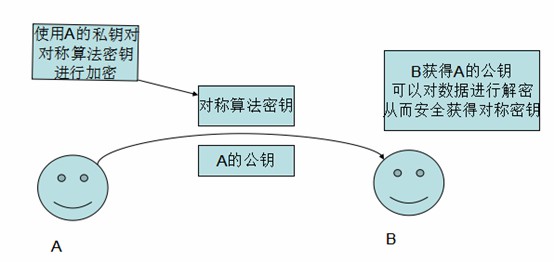 使用A的私钥对
对称算法密钥
进行加密
B获得A的公钥
可以对数据进行解密
从而安全获得对称密钥
对称算法密钥
A的公钥
A
B